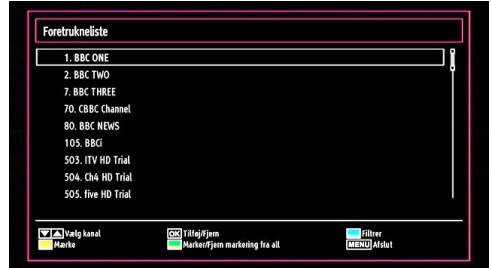 Foretrukneliste
1. BBC ONE
2. BBC TWO
7. BBC THREE
70. CBBC Channel
80. BBC NEWS
105. BBCi
503. ITV HD Trial
504. Ch4 HD Trial
505. five HD Trial
Vælg kanal OK Tilføj/Fjern Filtrer
Mærke Marker/Fjern markering fra all MENU Afslut